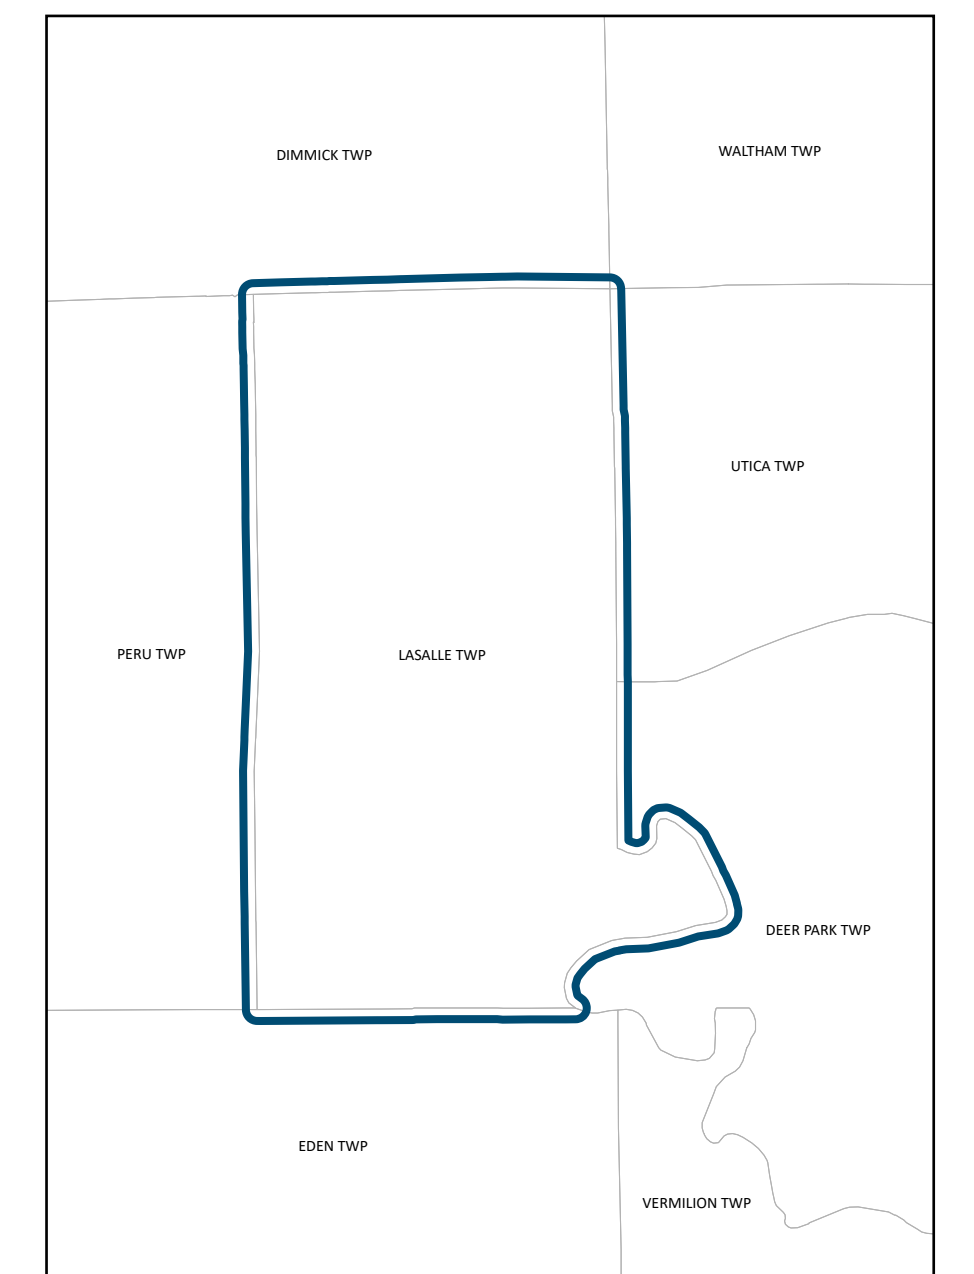 DIMMICK TWP
WALTHAM TWP
UTICA TWP
PERU TWP
LASALLE TWP
DEER PARK TWP
EDEN TWP
VERMILION TWP